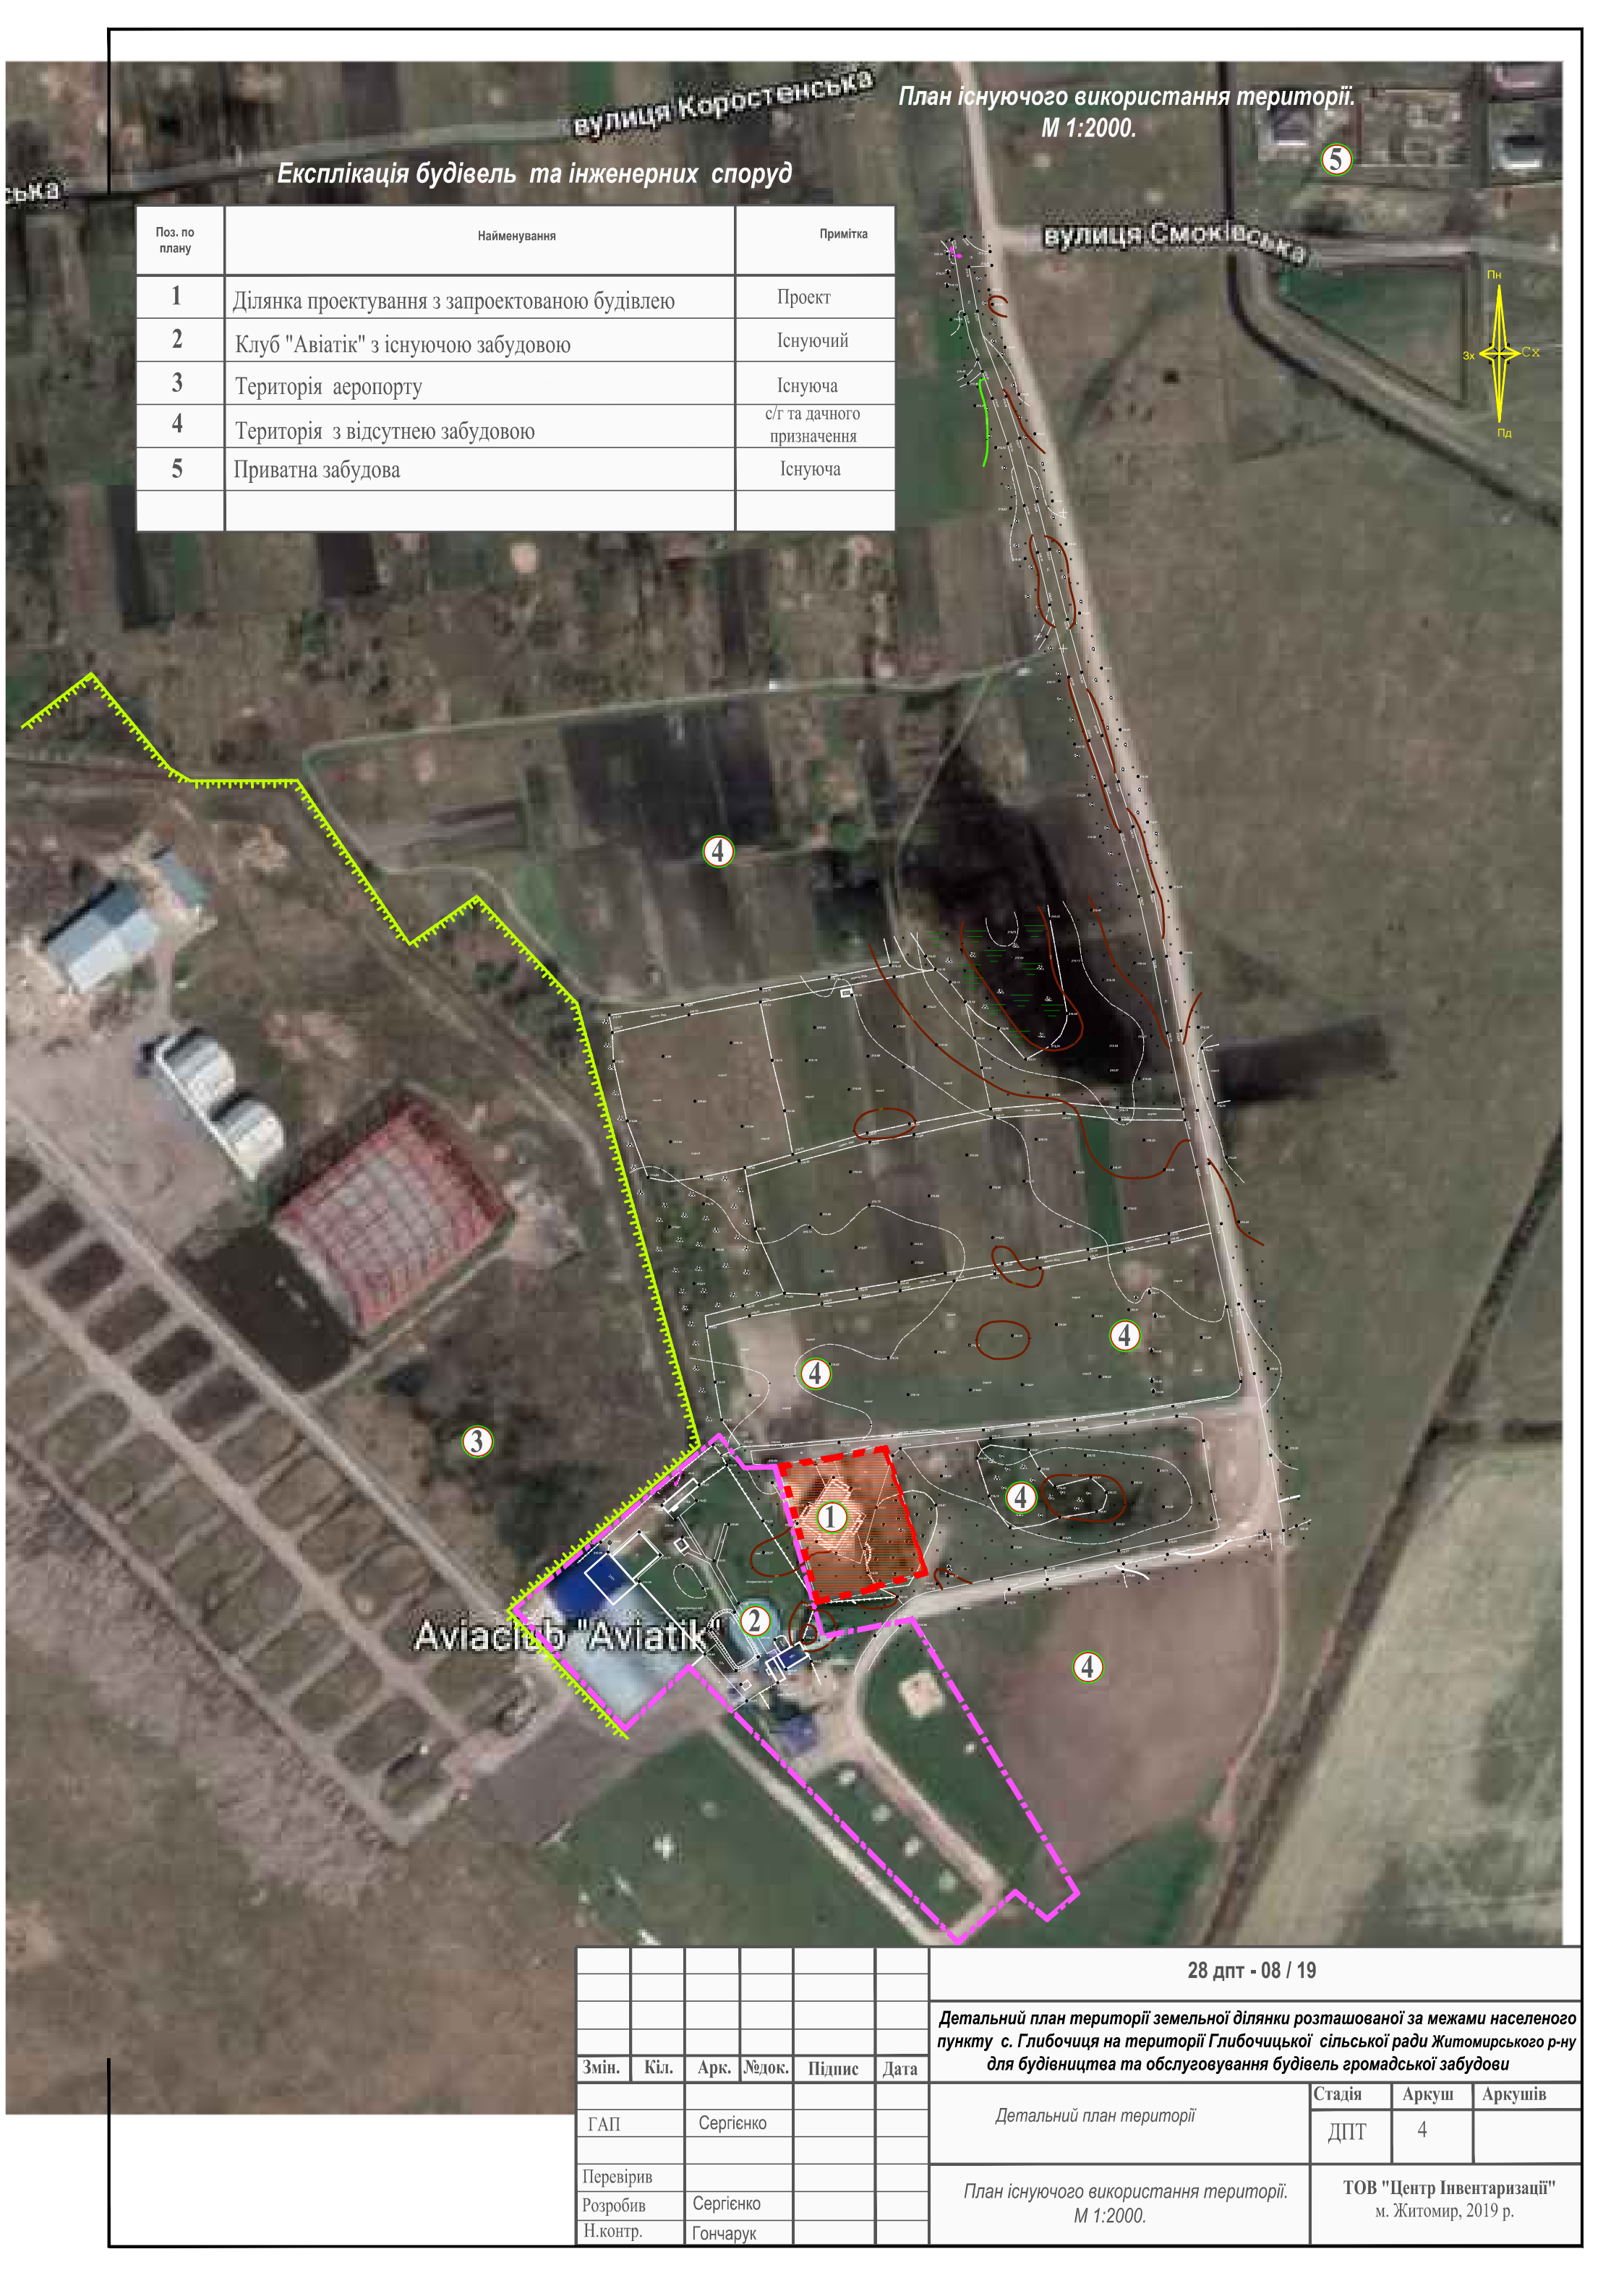 вулиця Коростенська
План існуючого використання території.
М 1:2000.
5
ська
Експлікація будівель та інженерних споруд
вулиця Смоківська
Поз. по плану
Найменування
Примітка
1
Ділянка проектування з запроектованою будівлею
Проект
2
Клуб "Авіатік" з існуючою забудовою
Існуючий
3
Територія аеропорту
Існуюча
4
Територія з відсутнею забудовою
с/г та дачного
призначення
5
Приватна забудова
Існуюча
Пн
Зх
Сх
Пд
4
4
4
3
4
1
2
Aviaclub "Aviatik"
4
28 дпт - 08 / 19
Детальний план території земельної ділянки розташованої за межами населеного
пункту с. Глибочиця на території Глибочицької сільської ради Житомирського р-ну
для будівництва та обслуговування будівель громадської забудови
Змін. Кіл. Арк. №док. Підпис Дата
Детальний план території
Стадія Аркуш Аркушів
ДПТ 4
ГАП Сергієнко
Перевірив
Розробив Сергієнко
Н.контр. Гончарук
План існуючого використання території.
М 1:2000.
ТОВ "Центр Інвентаризації"
м. Житомир, 2019 р.